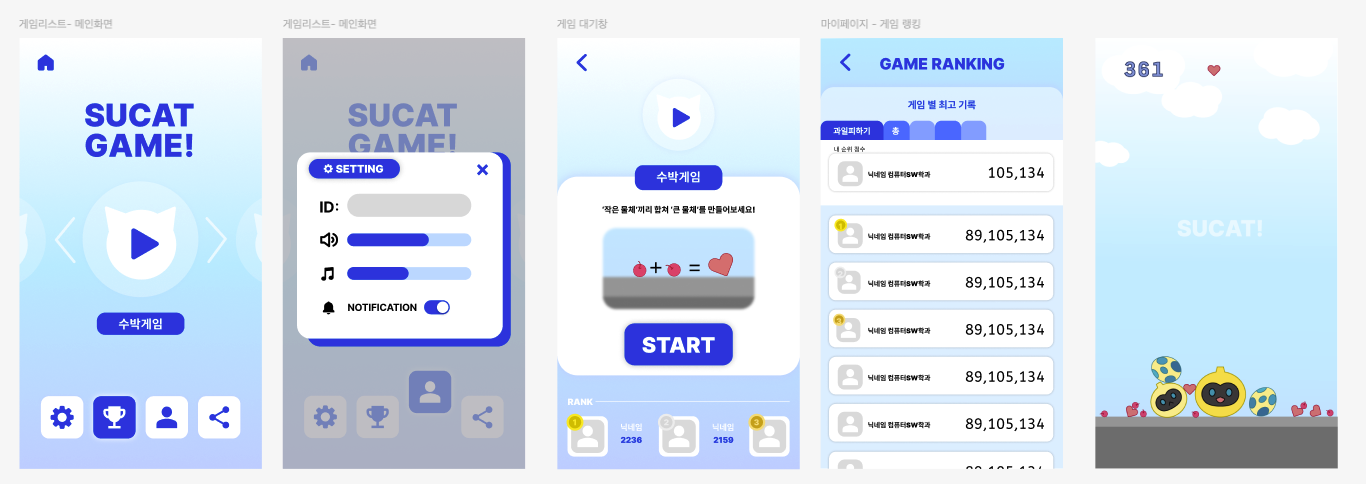 게임리스트- 메인화면
SUCAT
GAME!
수박게임
게임리스트- 메인화면
SUCAT
GAME!
SETTING
ID:
NOTIFICATION
게임 대기창
수박게임
'작은 물체'끼리 합쳐 '큰 물체'를 만들어보세요!
+ =
START
RANK
1
닉네임
2236
2
닉네임
2159
3
마이페이지 - 게임 랭킹
GAME RANKING
게임 별 최고 기록
과일피하기
총
내 순위 점수
닉네임 컴퓨터SW학과 105,134
1
닉네임 컴퓨터SW학과 89,105,134
2
닉네임 컴퓨터SW학과 89,105,134
3
닉네임 컴퓨터SW학과 89,105,134
닉네임 컴퓨터SW학과 89,105,134
닉네임 컴퓨터SW학과 89,105,134
361
SUCAT!